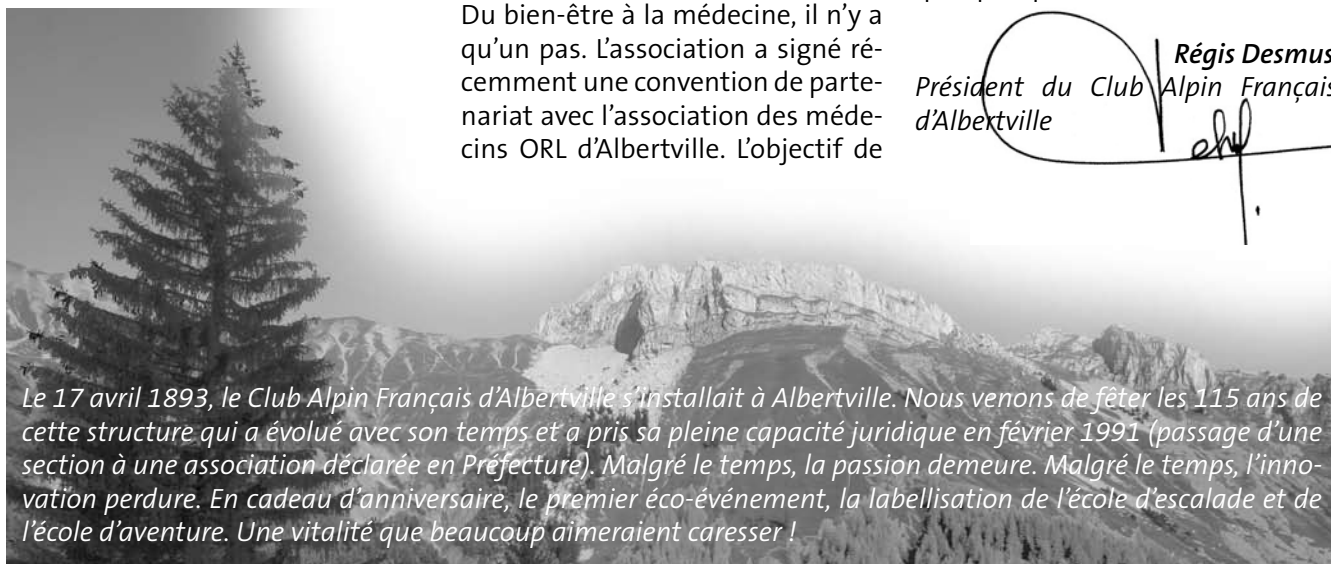 Du bien-être à la médecine, il n’y a
qu’un pas. L’association a signé ré-
cemment une convention de parte-
nariat avec l’association des méde-
cins ORL d’Albertville. L’objectif de
Régis Desmus
Président du Club Alpin Français
d’Albertville
Le 17 avril 1893, le Club Alpin Français d’Albertville s’installait à Albertville. Nous venons de fêter les 115 ans de
cette structure qui a évolué avec son temps et a pris sa pleine capacité juridique en février 1991 (passage d’une
section à une association déclarée en Préfecture). Malgré le temps, la passion demeure. Malgré le temps, l’inno-
vation perdure. En cadeau d’anniversaire, le premier éco-événement, la labellisation de l’école d’escalade et de
l’école d’aventure. Une vitalité que beaucoup aimeraient caresser !